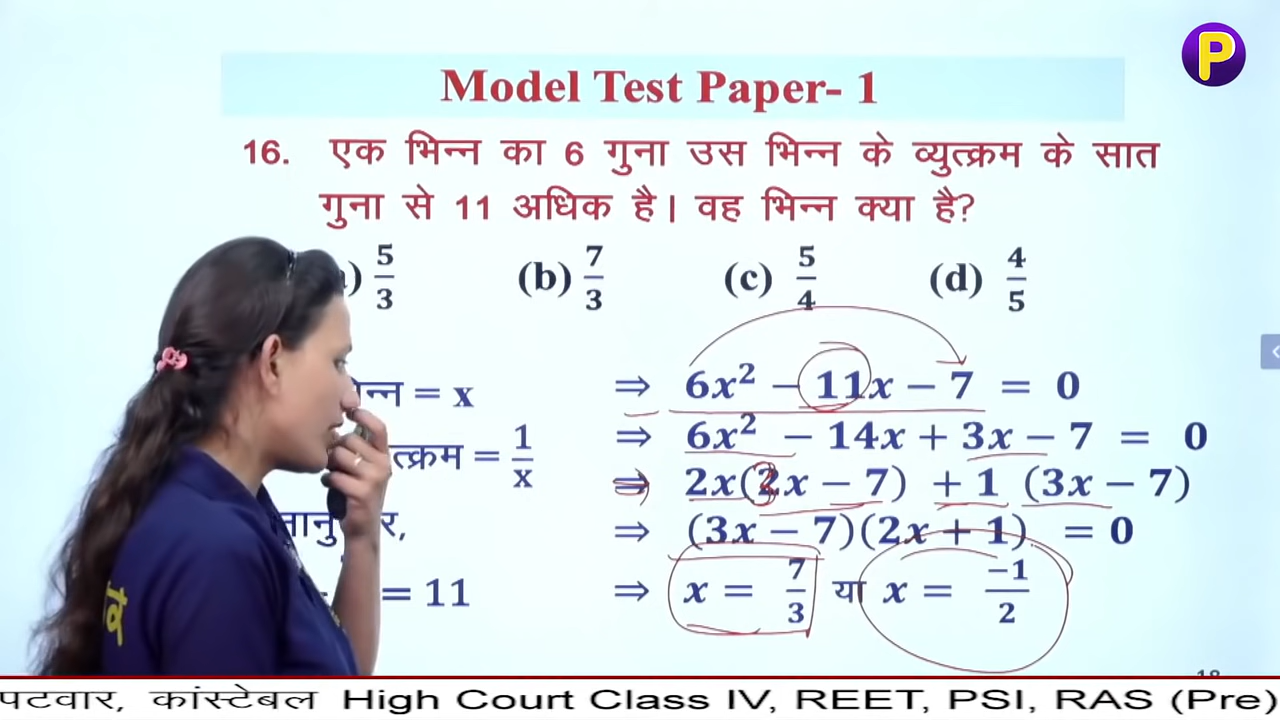 P
Model Test Paper- 1
16. एक भिन्न का 6 गुना उस भिन्न के व्युत्क्रम के सात
गुना से 11 अधिक है। वह भिन्न क्या है?
) 5/3 (b) 7/3 (c) 5/4 (d) 4/5
= x ⇒ 6x² − 11x − 7 = 0
⇒ 6x² − 14x + 3x − 7 = 0
= 1/x ⇒ 2x(3x − 7) + 1 (3x − 7)
⇒ (3x − 7)(2x + 1) = 0
= 11 ⇒ x = 7/3 या x = −1/2
पटवार, कांस्टेबल High Court Class IV, REET, PSI, RAS (Pre)